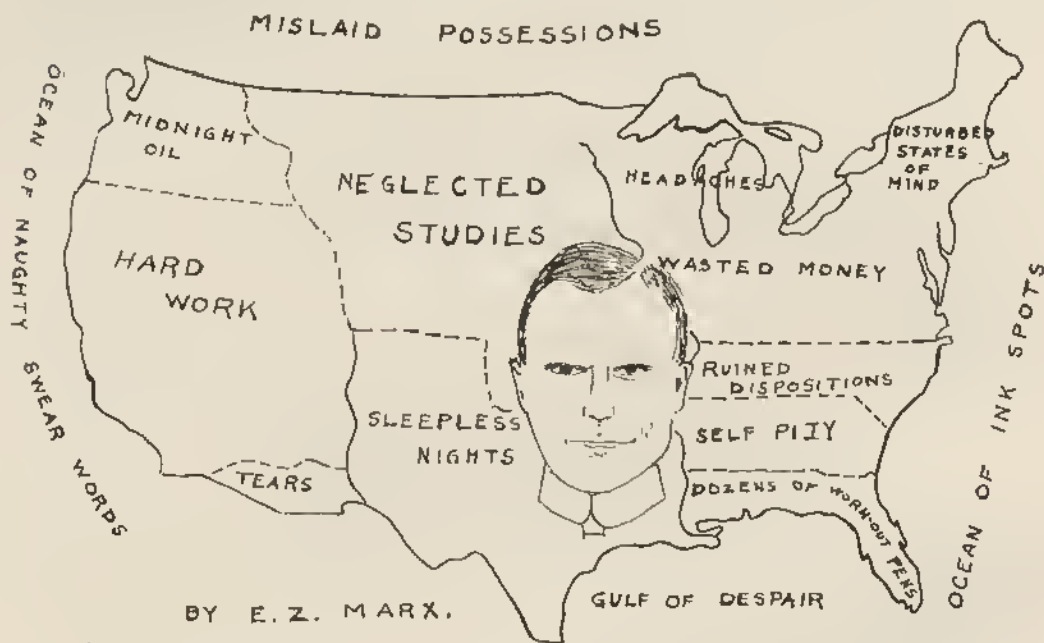 MISLAID POSSESSIONS
OCEAN OF NAUGHTY SWEAR WORDS
MIDNIGHT
OIL
NEGLECTED
STUDIES
HEADACHES
DISTURBED
STATES
OF
MIND
HARD
WORK
WASTED MONEY
OCEAN OF INK SPOTS
RUINED
DISPOSITIONS
SLEEPLESS
NIGHTS
SELF PITY
TEARS
DOZENS OF WORN-OUT PENS
BY E. Z. MARX.
GULF OF DESPAIR